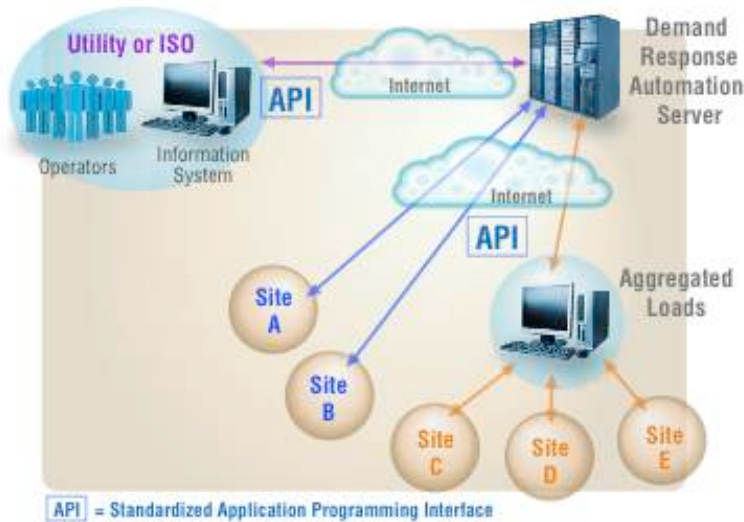 Utility or ISO
Operators
Information
System
API
Internet
Demand
Response
Automation
Server
Internet
API
Site
A
Site
B
Aggregated
Loads
Site
C
Site
D
Site
E
API = Standardized Application Programming Interface